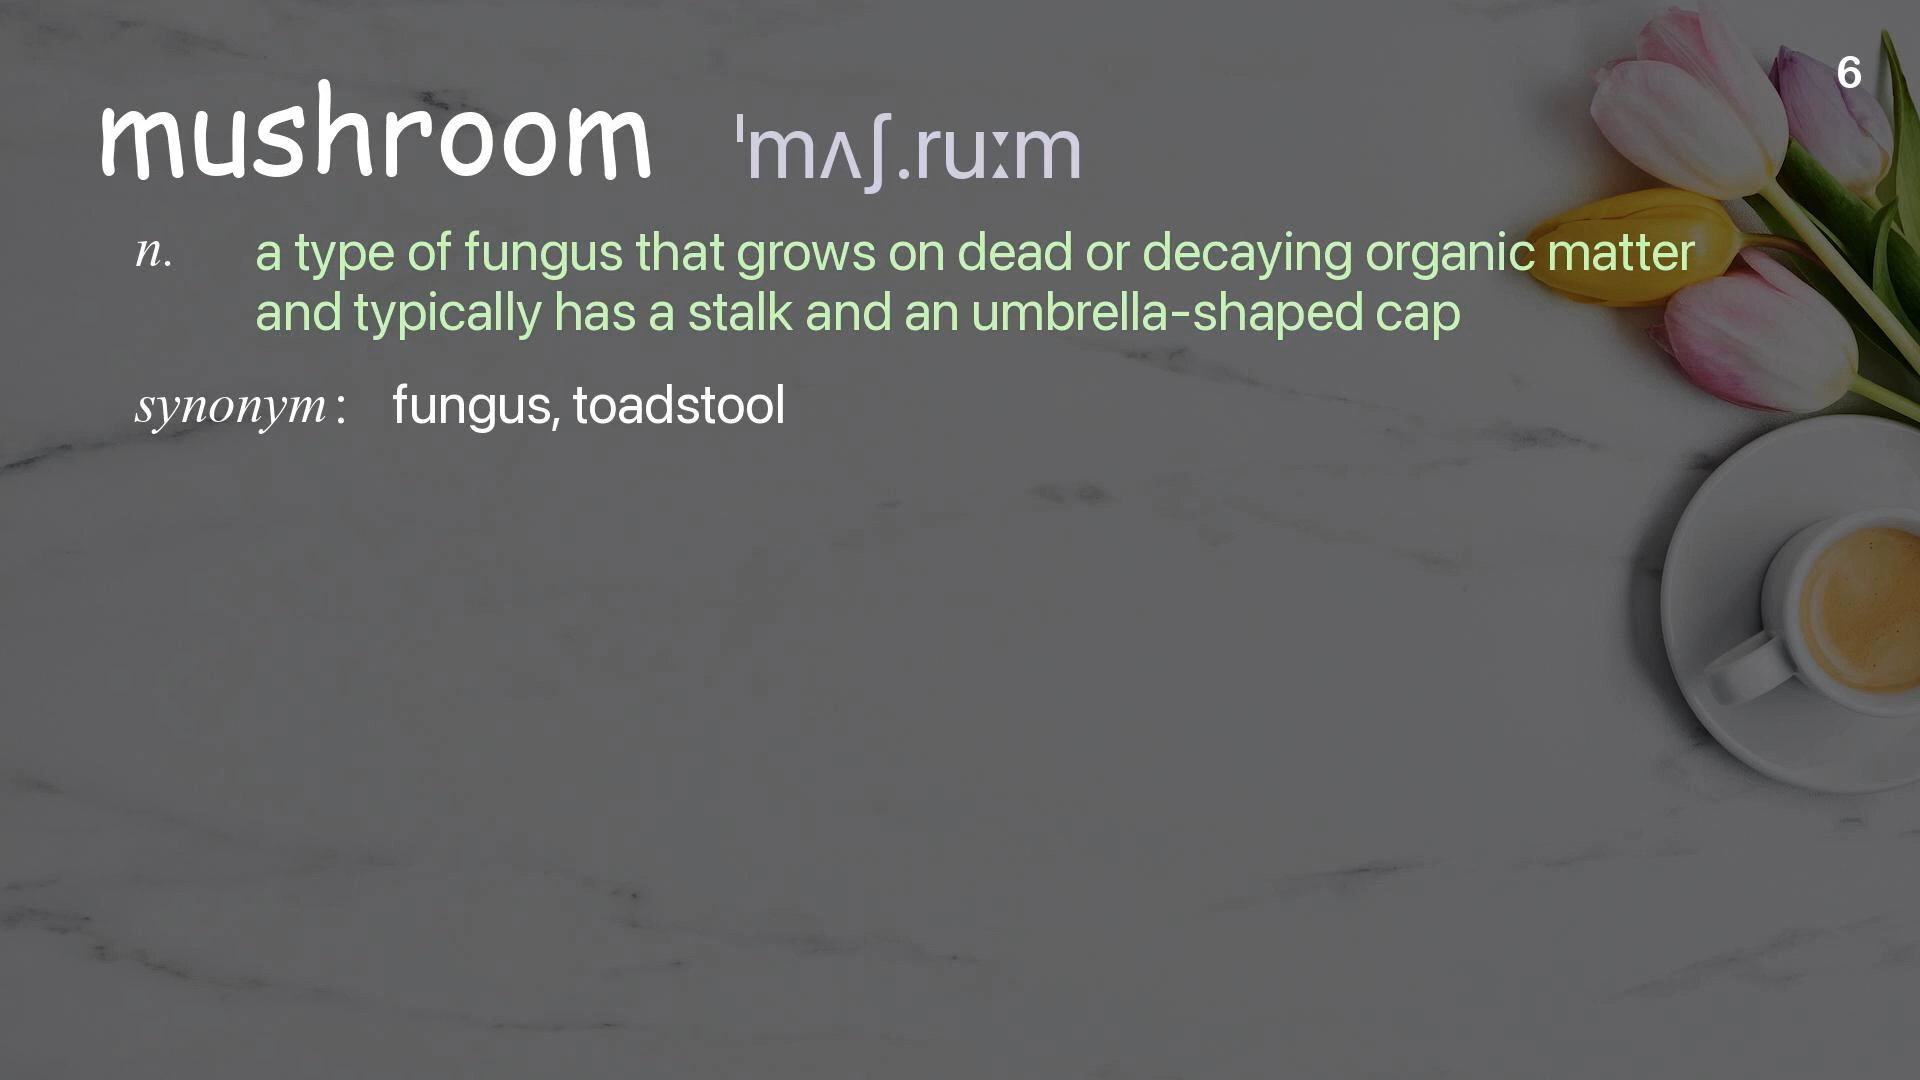 6
mushroom ˈmʌʃ.ruːm
n. a type of fungus that grows on dead or decaying organic matter
and typically has a stalk and an umbrella-shaped cap
synonym: fungus, toadstool